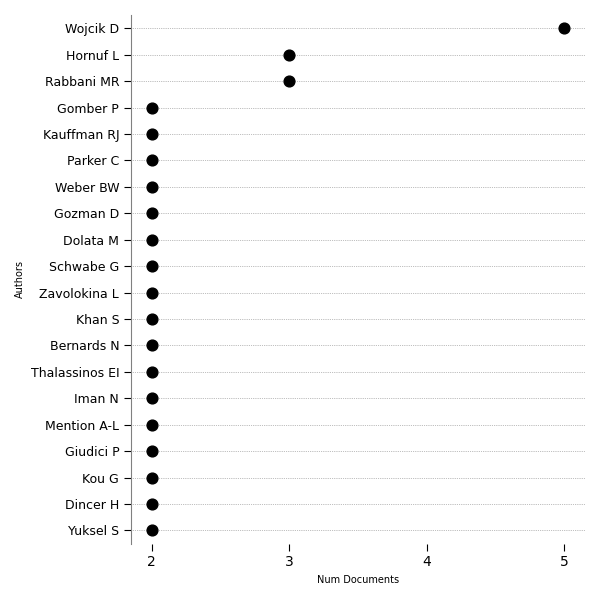 Wojcik D
Hornuf L
Rabbani MR
Gomber P
Kauffman RJ
Parker C
Weber BW
Gozman D
Dolata M
Schwabe G
Zavolokina L
Khan S
Bernards N
Thalassinos EI
Iman N
Mention A-L
Giudici P
Kou G
Dincer H
Yuksel S
Authors
2 3 4 5
Num Documents